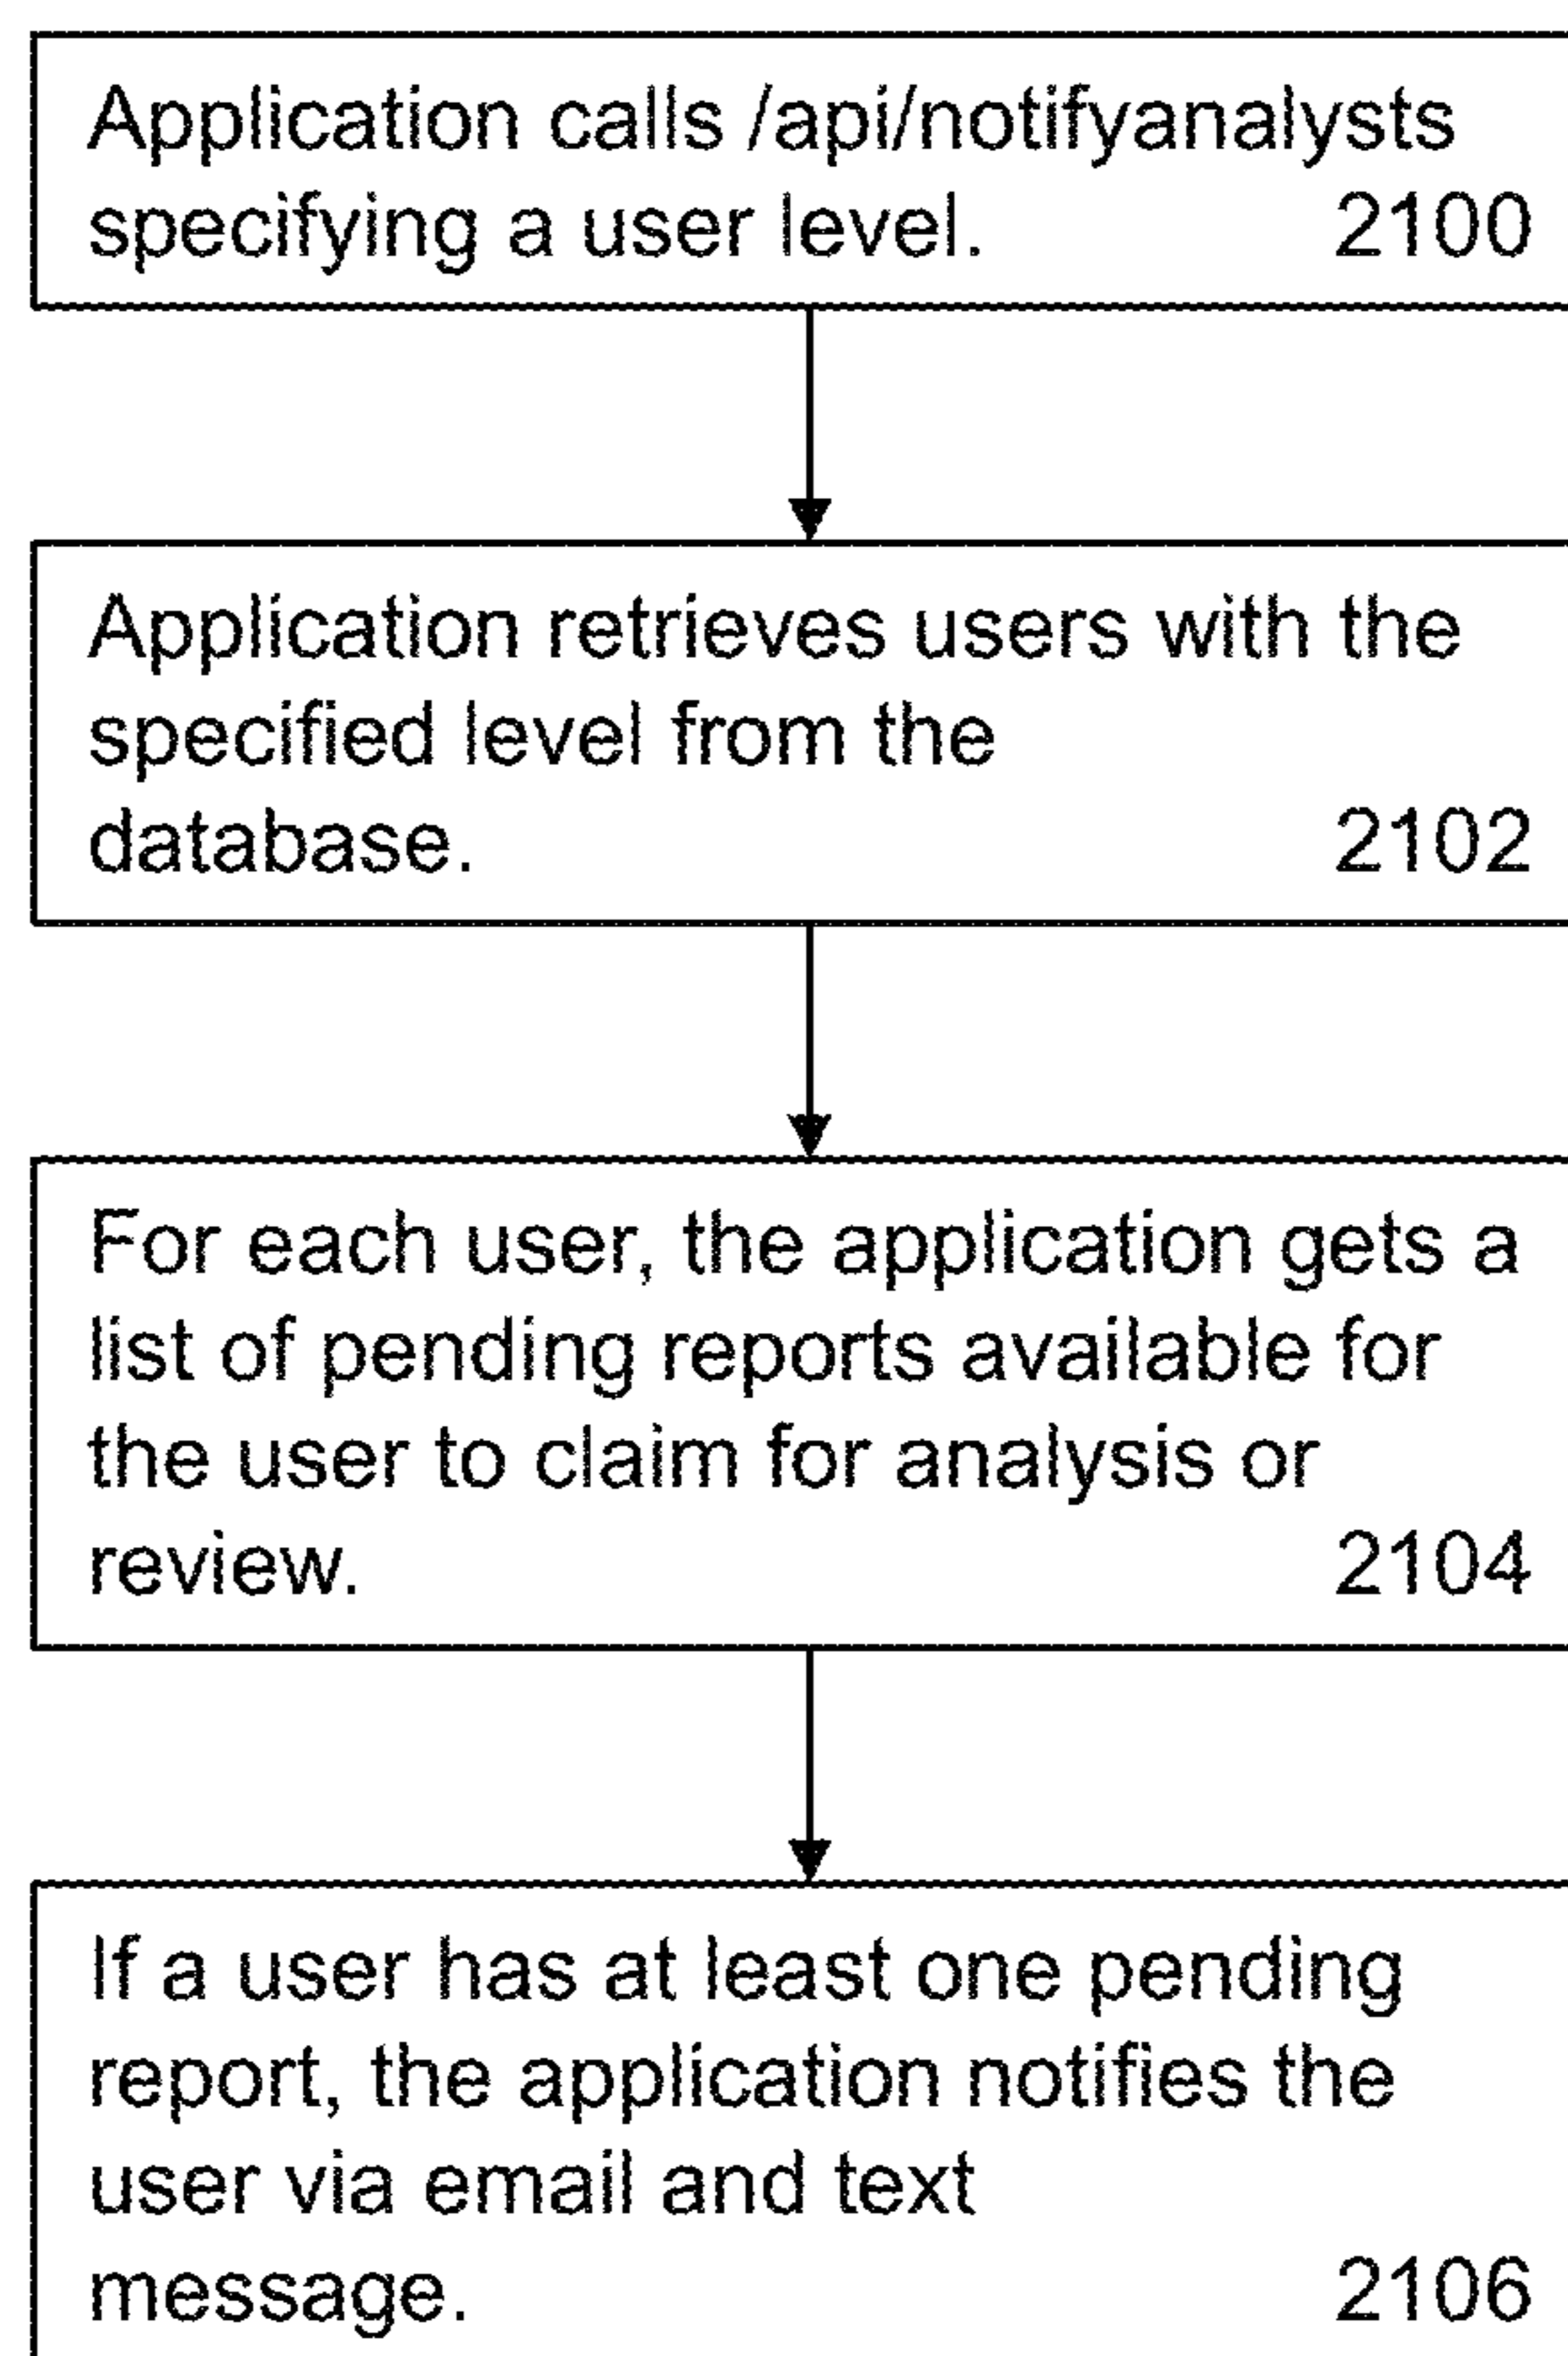 Application calls /api/notifyanalysts
specifying a user level. 2100
Application retrieves users with the
specified level from the
database. 2102
For each user, the application gets a
list of pending reports available for
the user to claim for analysis or
review. 2104
If a user has at least one pending
report, the application notifies the
user via email and text
message. 2106